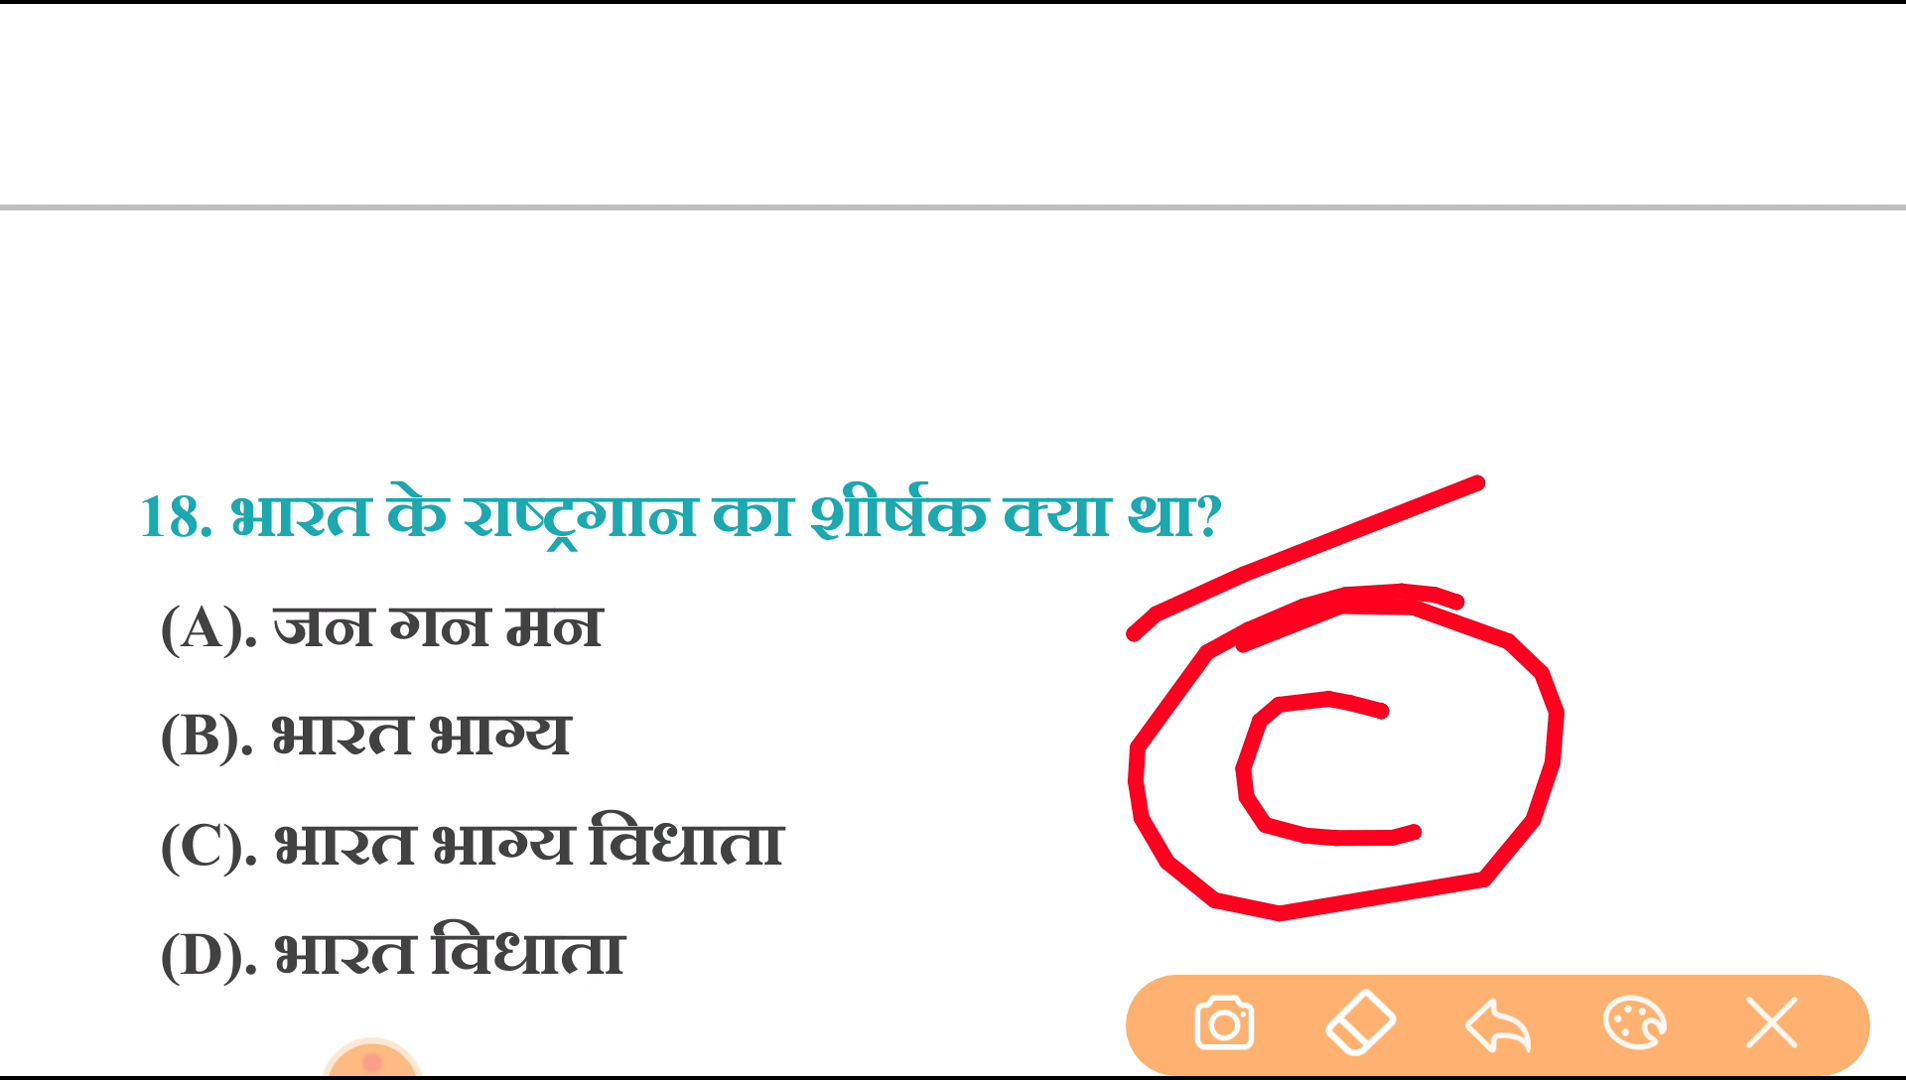 18. भारत के राष्ट्रगान का शीर्षक क्या था?
(A). जन गन मन
(B). भारत भाग्य
(C). भारत भाग्य विधाता
(D). भारत विधाता
C